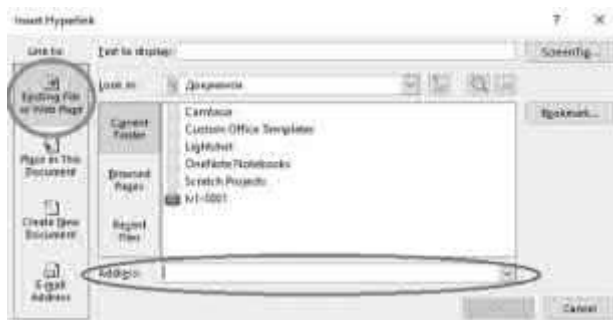 Insert Hyperlink
?
Link to:
Text to display:
ScreenTip...
Existing File
or Web Page
Look in:
Документи
Bookmark...
Current
Folder
Camtasia
Custom Office Templates
Lightshot
OneNote Notebooks
Scratch Projects
Place in This
Document
Browsed
Pages
Create New
Document
Recent
Files
Address:
E-mail
Address
Cancel